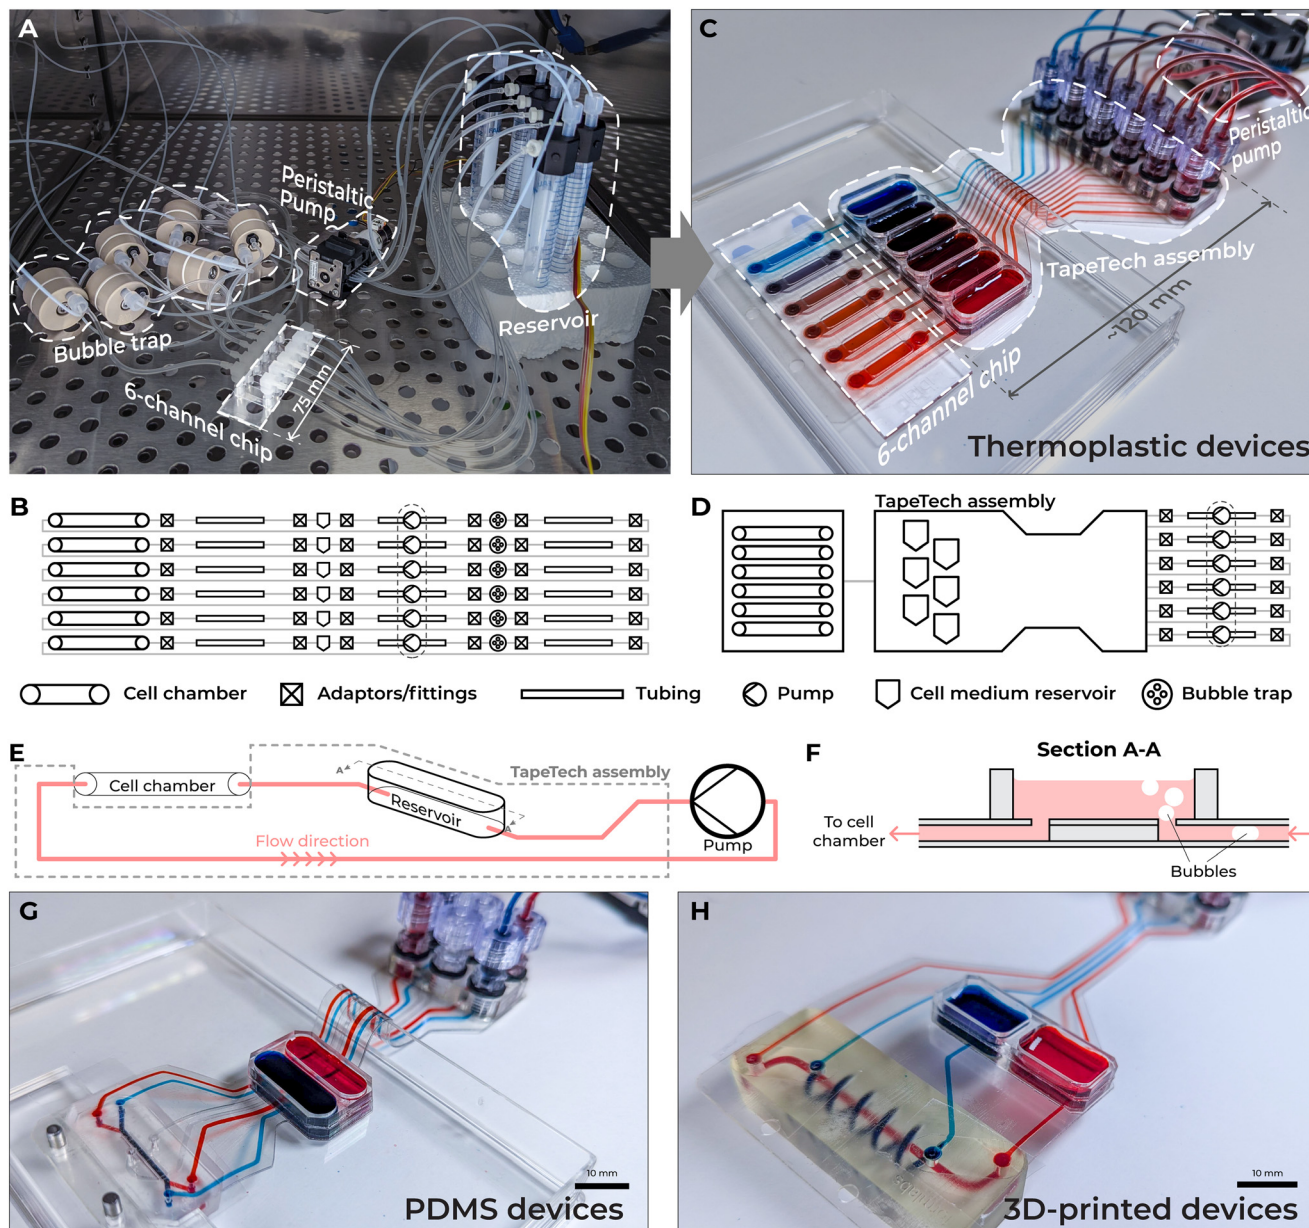 A
Peristaltic
Pump
Bubble trap
Reservoir
6-channel chip
75 mm
C
Peristaltic
pump
TapeTech assembly
~120 mm
6-channel chip
Thermoplastic devices
B
D
TapeTech assembly
Cell chamber
Adaptors/fittings
Tubing
Pump
Cell medium reservoir
Bubble trap
E
Cell chamber
A
Reservoir
A
TapeTech assembly
Flow direction
Pump
F
Section A-A
To cell
chamber
Bubbles
G
10 mm
PDMS devices
H
10 mm
3D-printed devices